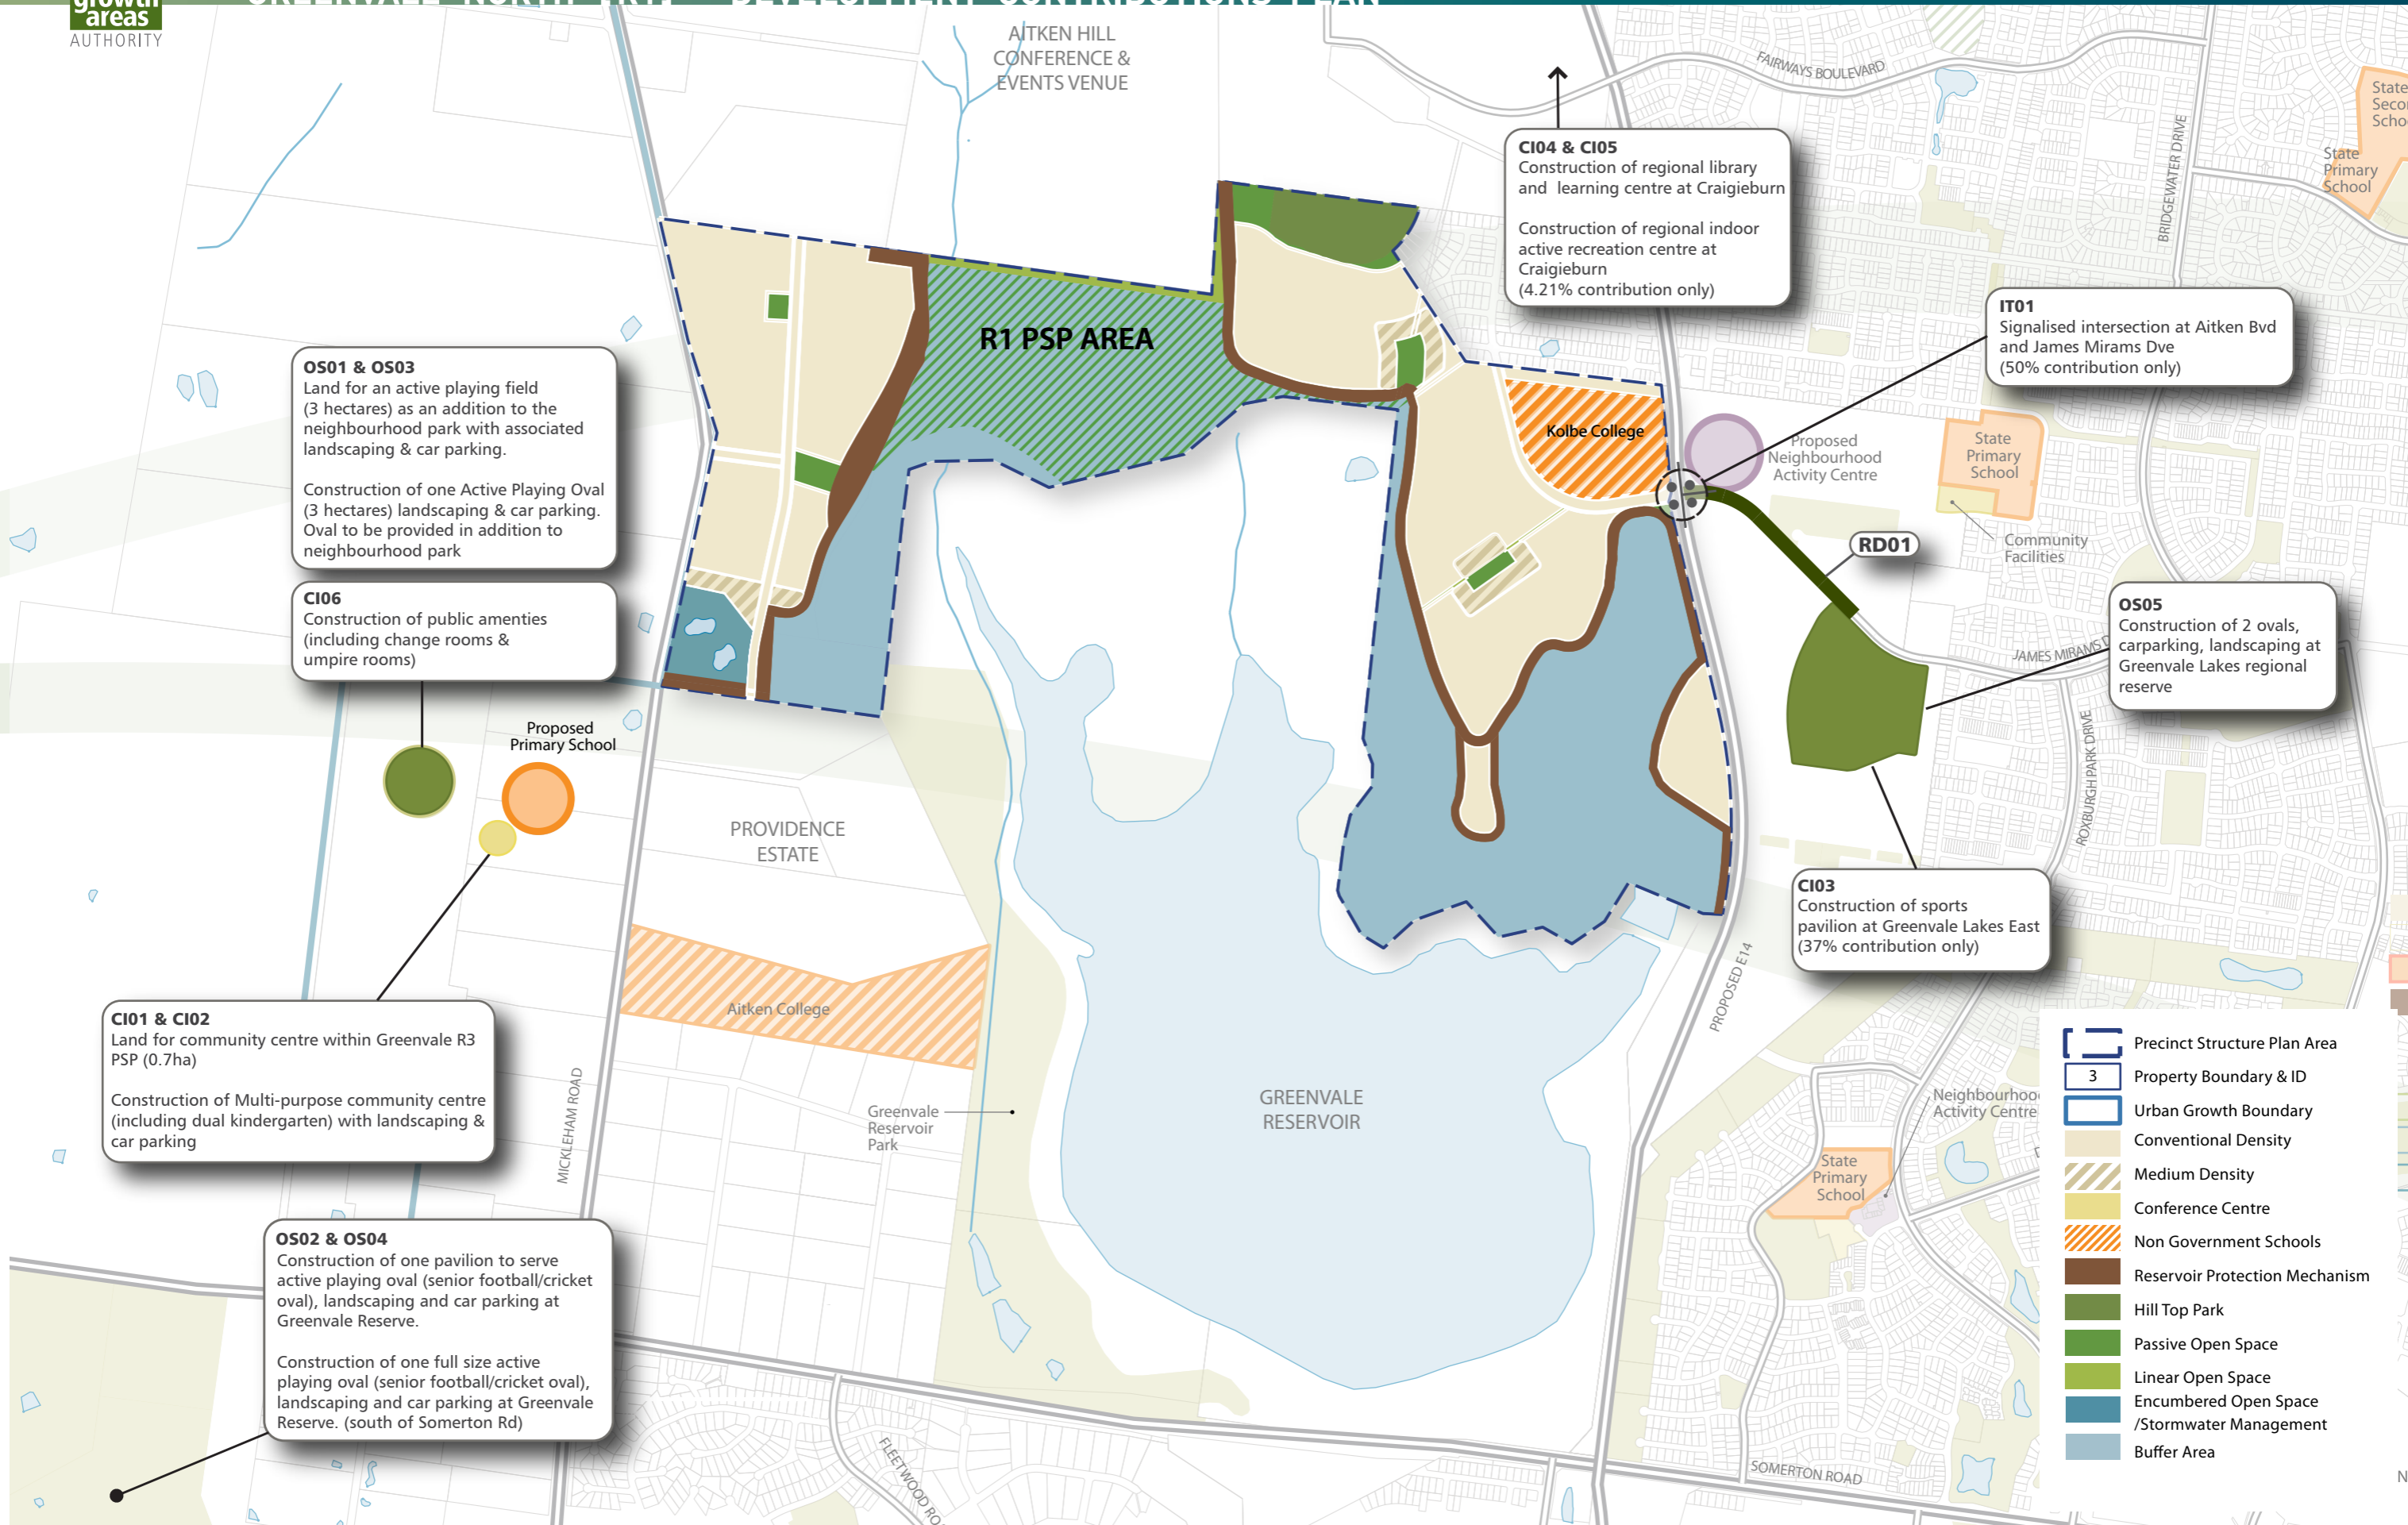 growth
areas
AUTHORITY
GREENVALE NORTH (R1) - DEVELOPMENT CONTRIBUTIONS PLAN
AITKEN HILL
CONFERENCE &
EVENTS VENUE
FAIRWAYS BOULEVARD
BRIDGEWATER DRIVE
State
Primary
School
CI04 & CI05
Construction of regional library
and learning centre at Craigieburn
Construction of regional indoor
active recreation centre at
Craigieburn
(4.21% contribution only)
IT01
Signalised intersection at Aitken Bvd
and James Mirams Dve
(50% contribution only)
R1 PSP AREA
OS01 & OS03
Land for an active playing field
(3 hectares) as an addition to the
neighbourhood park with associated
landscaping & car parking.
Construction of one Active Playing Oval
(3 hectares) landscaping & car parking.
Oval to be provided in addition to
neighbourhood park
Kolbe College
Proposed
Neighbourhood
Activity Centre
State
Primary
School
Community
Facilities
RD01
CI06
Construction of public amenties
(including change rooms &
umpire rooms)
OS05
Construction of 2 ovals,
carparking, landscaping at
Greenvale Lakes regional
reserve
JAMES MIRAMS
ROXBURGH PARK DRIVE
Proposed
Primary School
PROVIDENCE
ESTATE
CI03
Construction of sports
pavilion at Greenvale Lakes East
(37% contribution only)
PROPOSED E14
Aitken College
CI01 & CI02
Land for community centre within Greenvale R3
PSP (0.7ha)
Construction of Multi-purpose community centre
(including dual kindergarten) with landscaping &
car parking
MICKLEHAM ROAD
Greenvale
Reservoir
Park
GREENVALE
RESERVOIR
Neighbourhoo
Activity Centre
State
Primary
School
OS02 & OS04
Construction of one pavilion to serve
active playing oval (senior football/cricket
oval), landscaping and car parking at
Greenvale Reserve.
Construction of one full size active
playing oval (senior football/cricket oval),
landscaping and car parking at Greenvale
Reserve. (south of Somerton Rd)
FLEETWOOD RO
SOMERTON ROAD
Precinct Structure Plan Area
3 Property Boundary & ID
Urban Growth Boundary
Conventional Density
Medium Density
Conference Centre
Non Government Schools
Reservoir Protection Mechanism
Hill Top Park
Passive Open Space
Linear Open Space
Encumbered Open Space
/Stormwater Management
Buffer Area